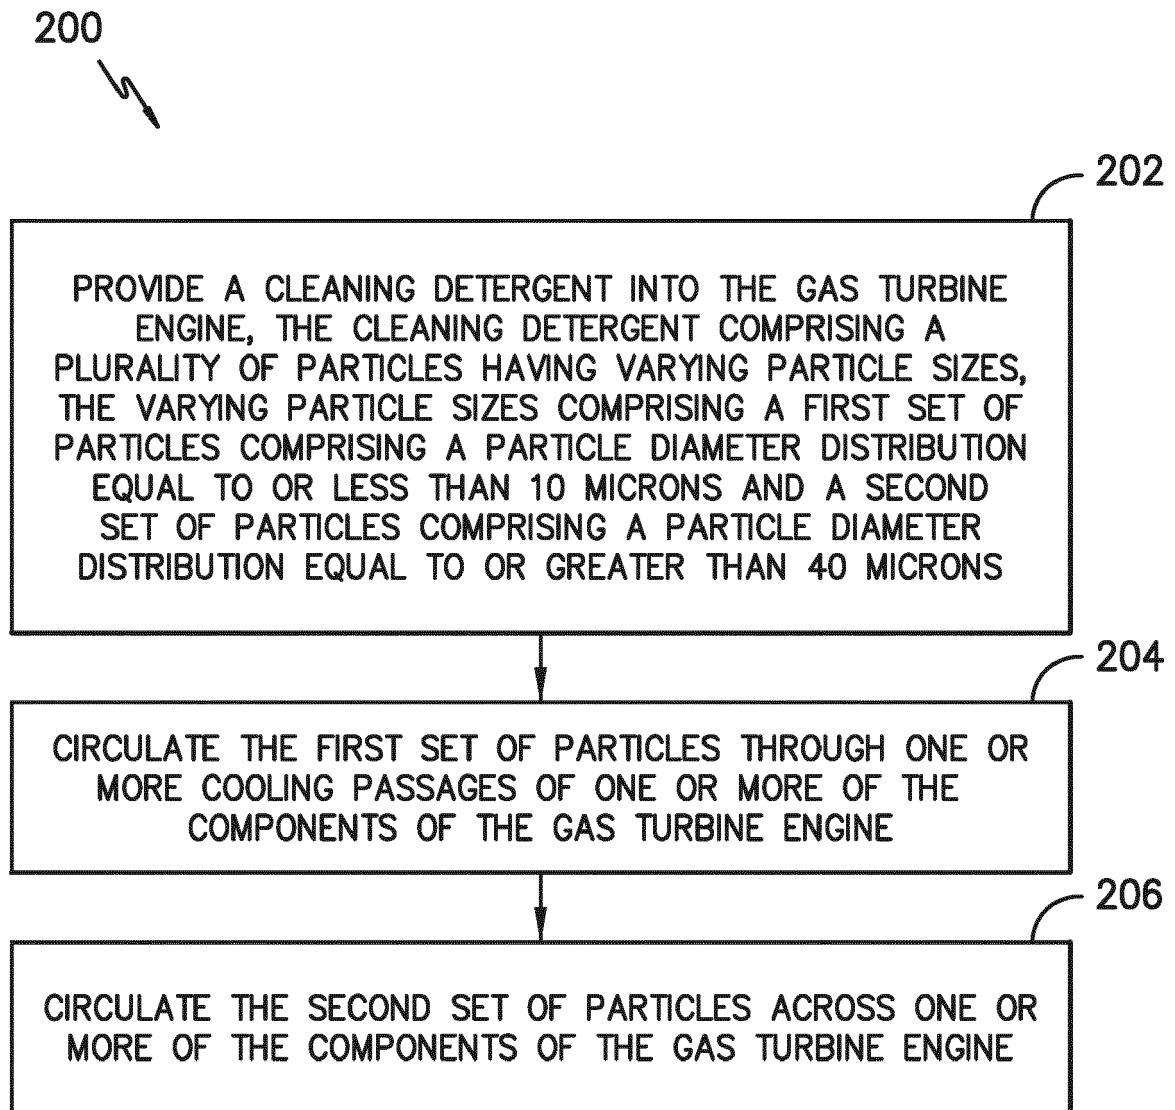 200
202
PROVIDE A CLEANING DETERGENT INTO THE GAS TURBINE
ENGINE, THE CLEANING DETERGENT COMPRISING A
PLURALITY OF PARTICLES HAVING VARYING PARTICLE SIZES,
THE VARYING PARTICLE SIZES COMPRISING A FIRST SET OF
PARTICLES COMPRISING A PARTICLE DIAMETER DISTRIBUTION
EQUAL TO OR LESS THAN 10 MICRONS AND A SECOND
SET OF PARTICLES COMPRISING A PARTICLE DIAMETER
DISTRIBUTION EQUAL TO OR GREATER THAN 40 MICRONS
204
CIRCULATE THE FIRST SET OF PARTICLES THROUGH ONE OR
MORE COOLING PASSAGES OF ONE OR MORE OF THE
COMPONENTS OF THE GAS TURBINE ENGINE
206
CIRCULATE THE SECOND SET OF PARTICLES ACROSS ONE OR
MORE OF THE COMPONENTS OF THE GAS TURBINE ENGINE